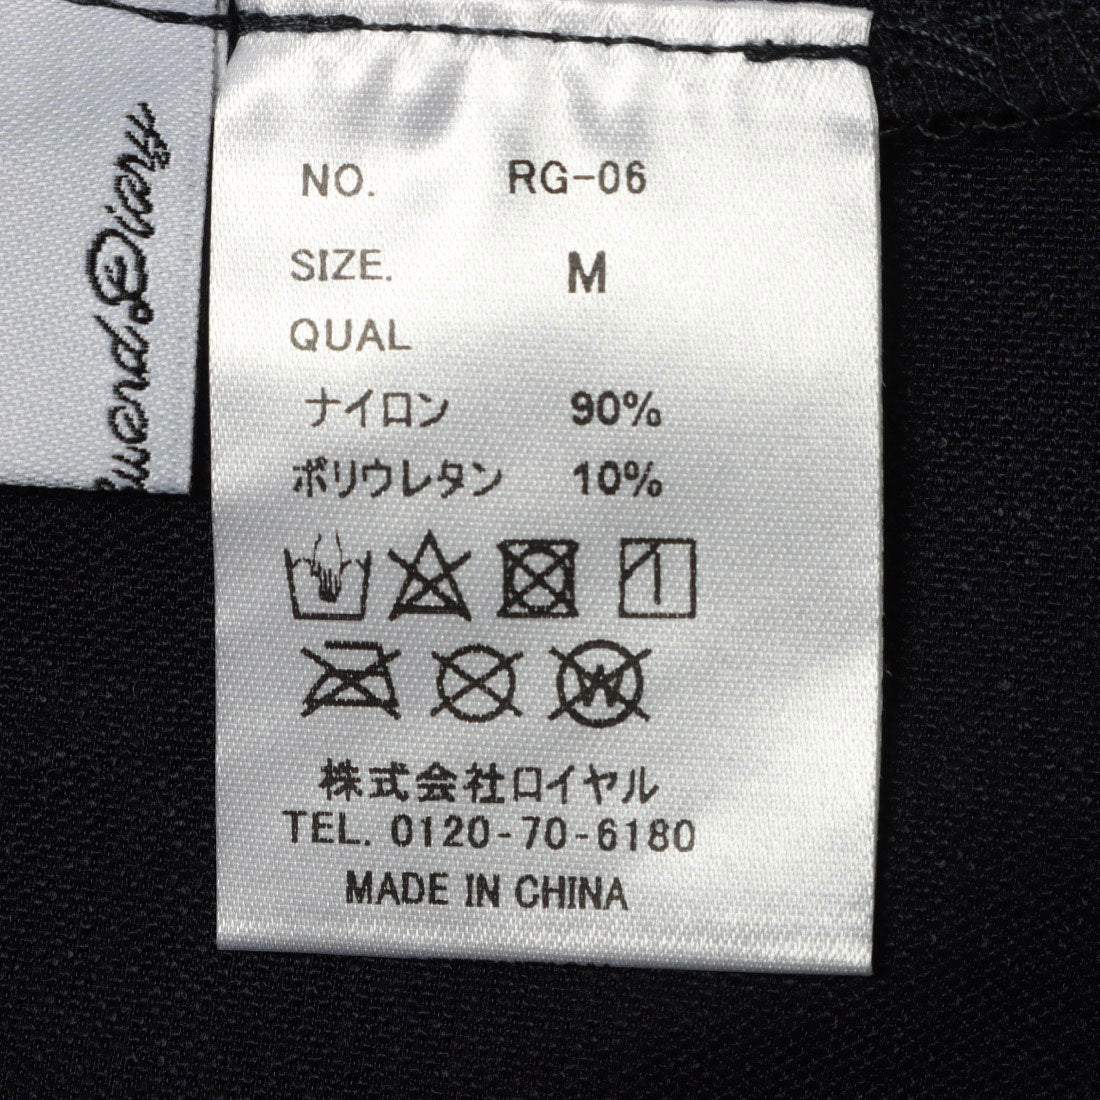 NO. RG-06
SIZE. M
QUAL
ナイロン 90%
ポリウレタン 10%
W
株式会社ロイヤル
TEL. 0120-70-6180
MADE IN CHINA
Diary